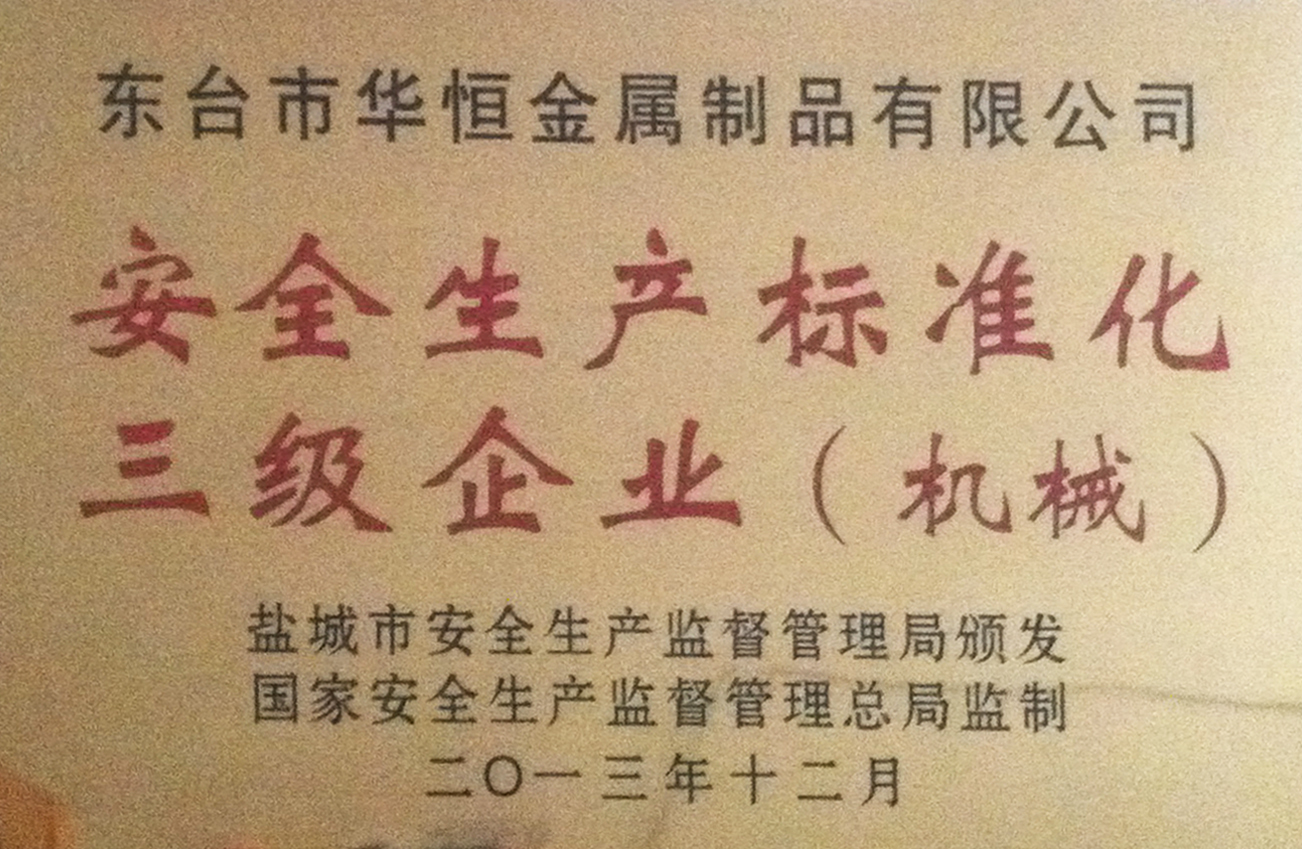 东台市华恒金属制品有限公司
安全生产标准化
三级企业（机械）
盐城市安全生产监督管理局颁发
国家安全生产监督管理总局监制
二〇一三年十二月